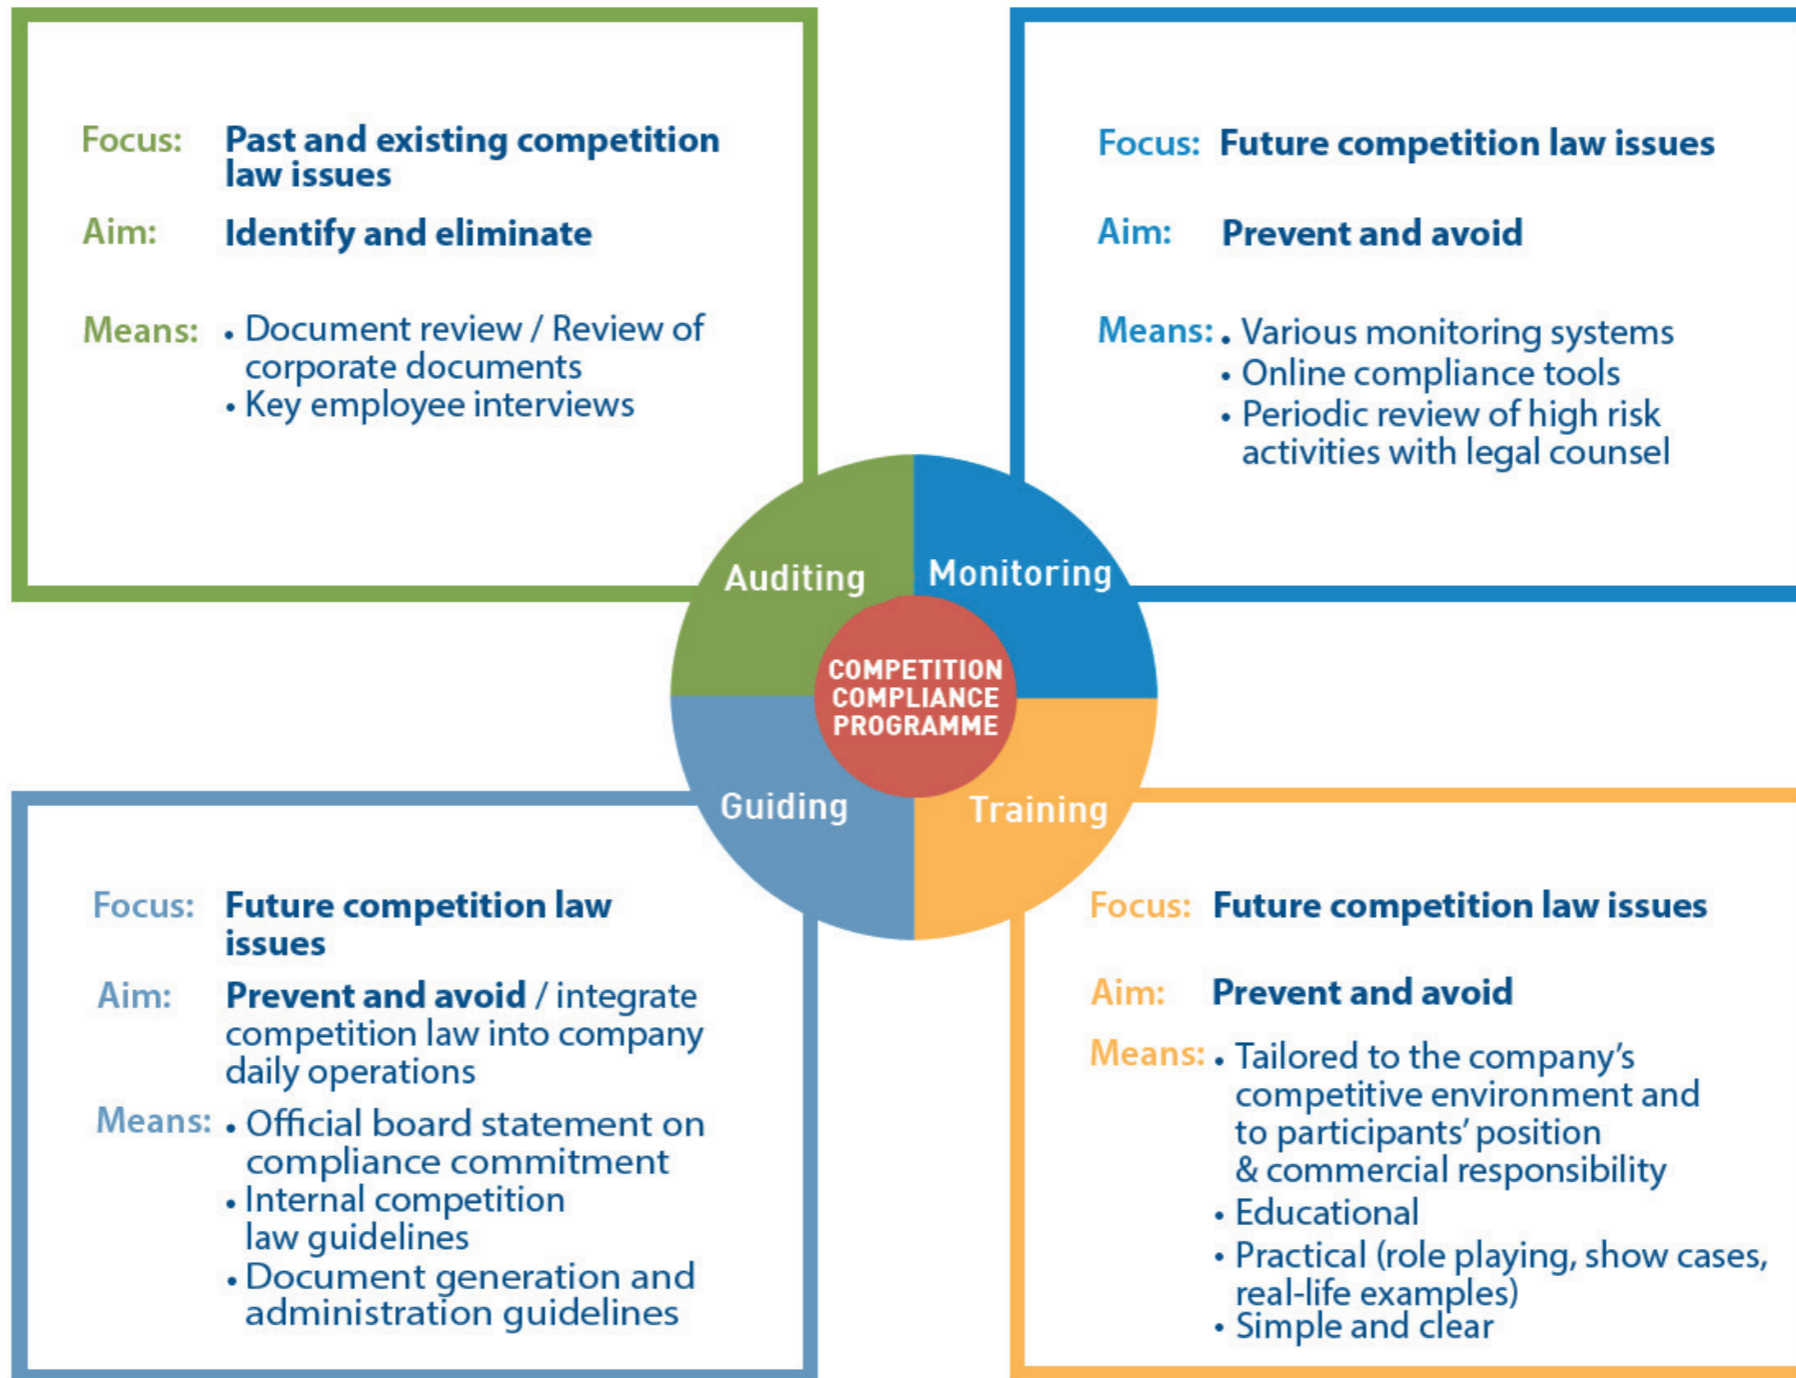 Focus: Past and existing competition
law issues
Aim: Identify and eliminate
Means: • Document review / Review of
corporate documents
• Key employee interviews
Focus: Future competition law issues
Aim: Prevent and avoid
Means: • Various monitoring systems
• Online compliance tools
• Periodic review of high risk
activities with legal counsel
Auditing
Monitoring
COMPETITION
COMPLIANCE
PROGRAMME
Guiding
Training
Focus: Future competition law
issues
Aim: Prevent and avoid / integrate
competition law into company
daily operations
Means: • Official board statement on
compliance commitment
• Internal competition
law guidelines
• Document generation and
administration guidelines
Focus: Future competition law issues
Aim: Prevent and avoid
Means: • Tailored to the company’s
competitive environment and
to participants’ position
& commercial responsibility
• Educational
• Practical (role playing, show cases,
real-life examples)
• Simple and clear